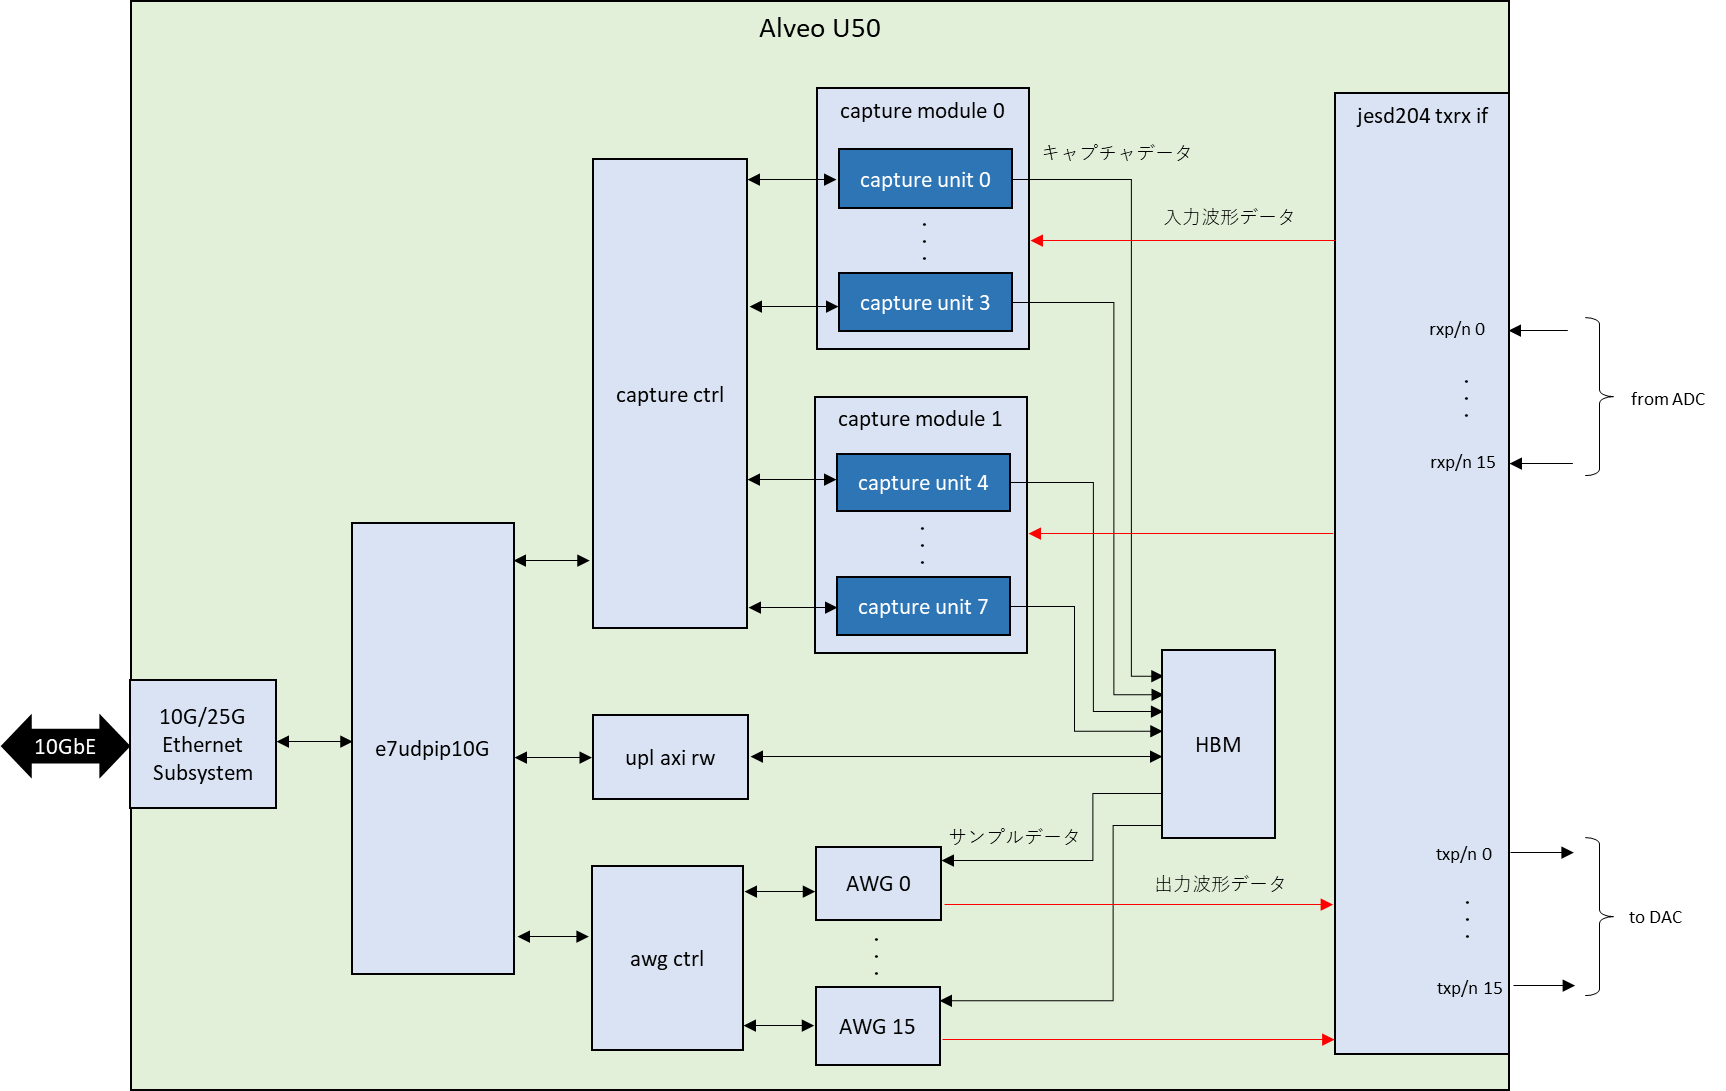 Alveo U50
capture module 0
jesd204 txrx if
キャプチャデータ
capture unit 0
入力波形データ
capture unit 3
rxp/n 0
capture ctrl
from ADC
capture module 1
rxp/n 15
capture unit 4
capture unit 7
10G/25G
Ethernet
Subsystem
10GbE
e7udpip10G
upl axi rw
HBM
サンプルデータ
txp/n 0
AWG 0
出力波形データ
to DAC
awg ctrl
txp/n 15
AWG 15